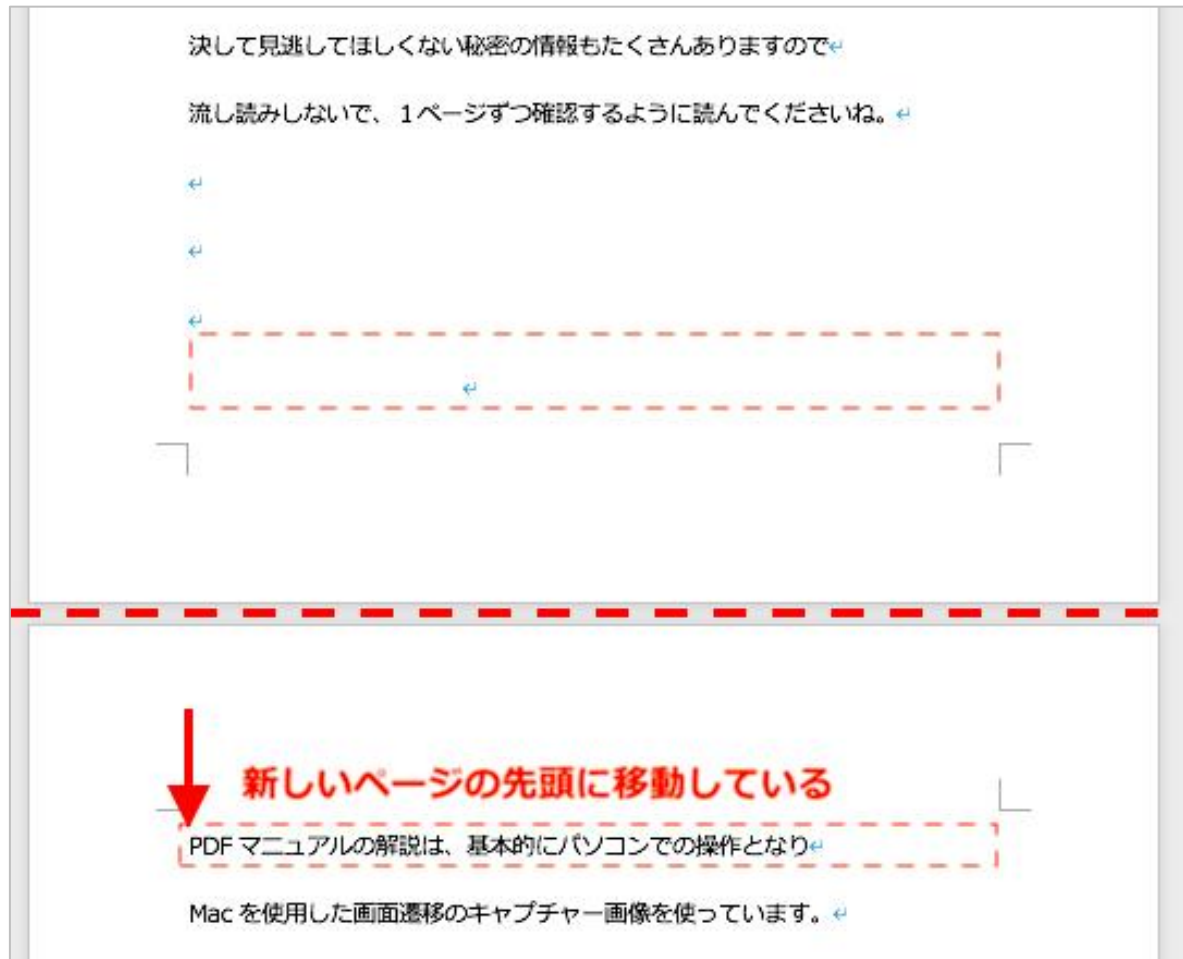 決して見逃してほしくない秘密の情報もたくさんありますので↵
流し読みしないで、1ページずつ確認するように読んでくださいね。↵
↵
↵
↵
↵
新しいページの先頭に移動している
PDF マニュアルの解説は、基本的にパソコンでの操作となり↵
Mac を使用した画面遷移のキャプチャー画像を使っています。↵